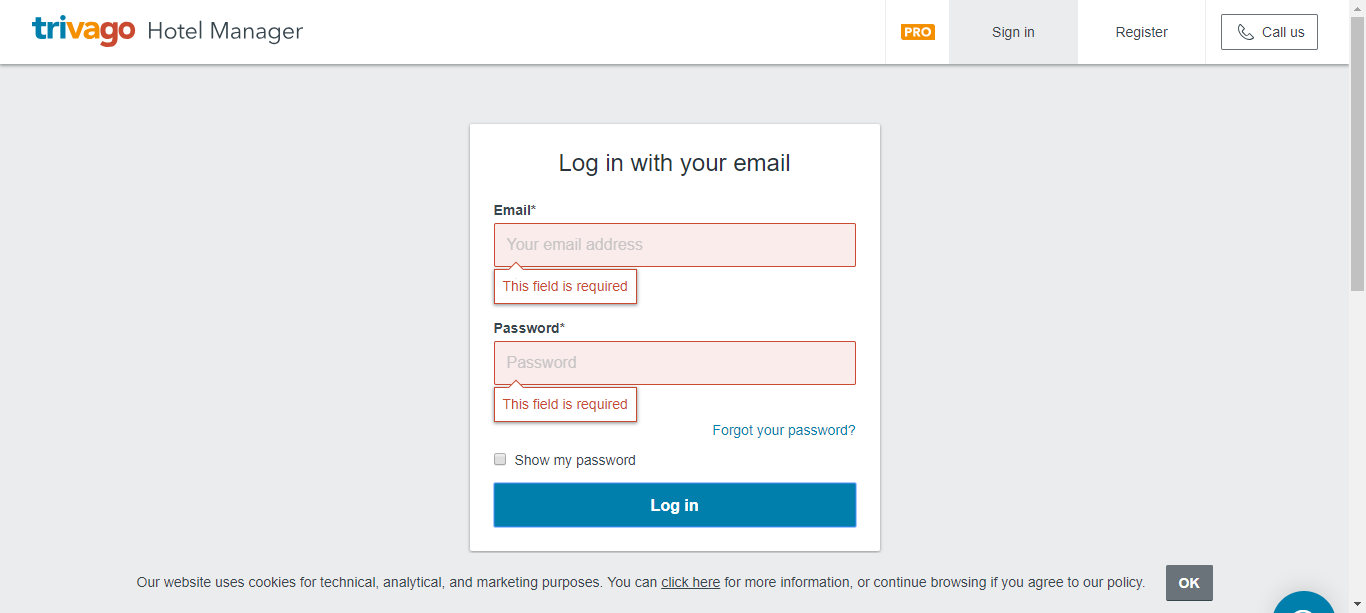 trivago Hotel Manager
PRO
Sign in
Register
Call us
Log in with your email
Email*
Your email address
This field is required
Password*
Password
This field is required
Forgot your password?
Show my password
Log in
Our website uses cookies for technical, analytical, and marketing purposes. You can click here for more information, or continue browsing if you agree to our policy.
OK